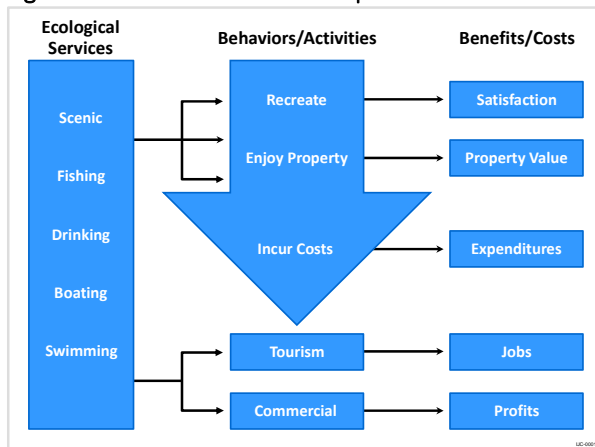 Ecological
Services
Behaviors/Activities
Benefits/Costs
Scenic
Fishing
Drinking
Boating
Swimming
Recreate
Enjoy Property
Incur Costs
Tourism
Commercial
Satisfaction
Property Value
Expenditures
Jobs
Profits